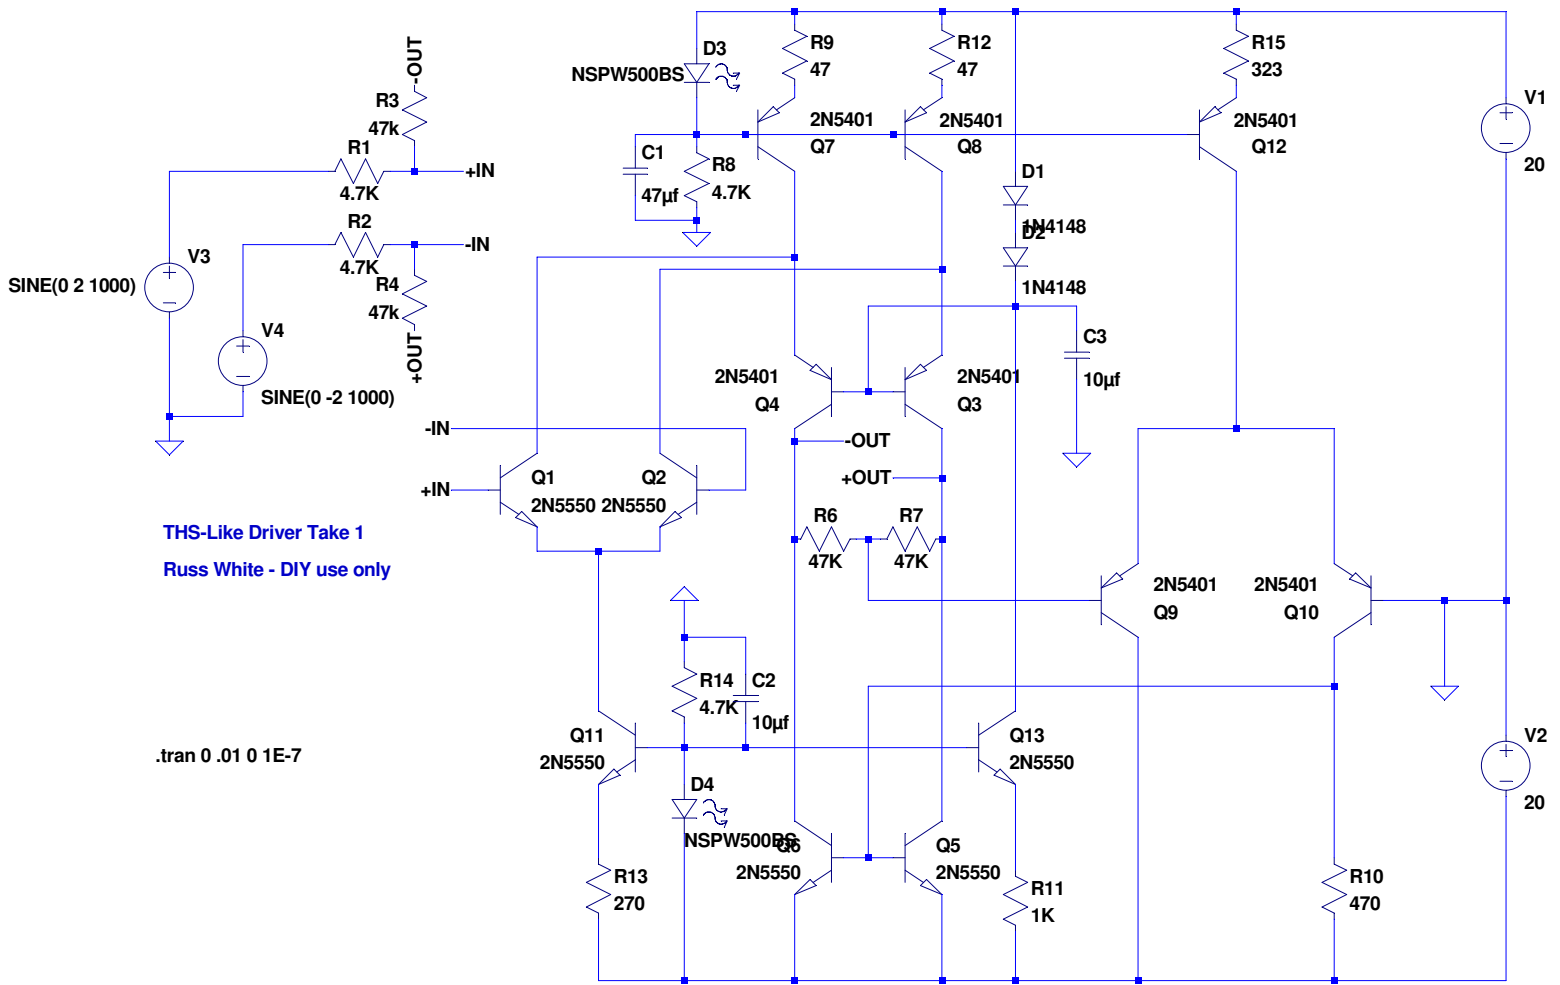 R9
47
R12
47
R15
323
D3
NSPW500BS
-OUT
R3
47k
R1
4.7K
+IN
R2
4.7K
-IN
R4
47k
+OUT
V3
SINE(0 2 1000)
V4
SINE(0 -2 1000)
2N5401
Q7
2N5401
Q8
2N5401
Q12
V1
20
C1
47µf
R8
4.7K
D1
1N4148
D2
1N4148
C3
10µf
2N5401
Q4
2N5401
Q3
-IN
-OUT
+OUT
+IN
Q1
2N5550
Q2
2N5550
R6
47K
R7
47K
THS-Like Driver Take 1
Russ White - DIY use only
2N5401
Q9
2N5401
Q10
R14
4.7K
C2
10µf
Q11
2N5550
Q13
2N5550
V2
20
.tran 0 .01 0 1E-7
D4
NSPW500BS
Q6
2N5550
Q5
2N5550
R13
270
R11
1K
R10
470